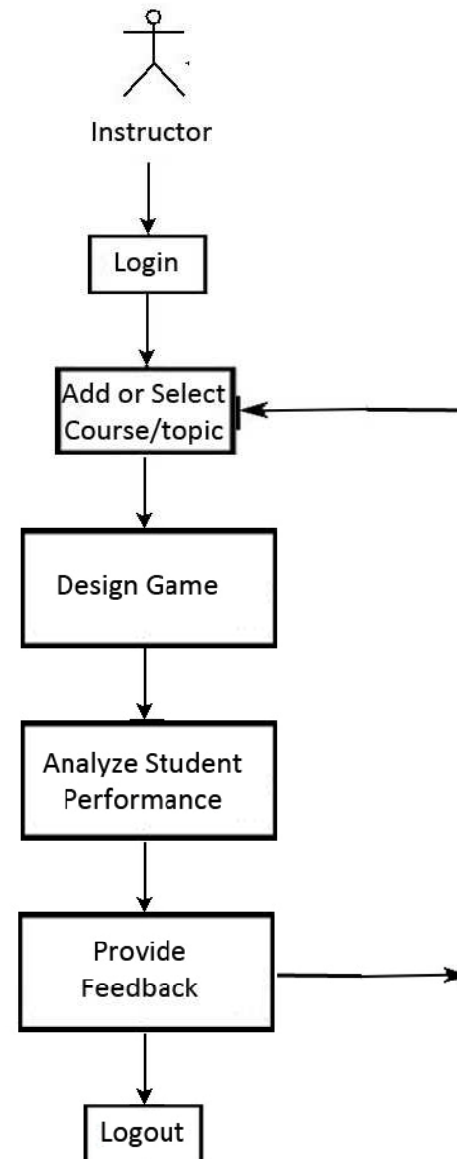 Instructor
Login
Add or Select
Course/topic
Design Game
Analyze Student
Performance
Provide
Feedback
Logout